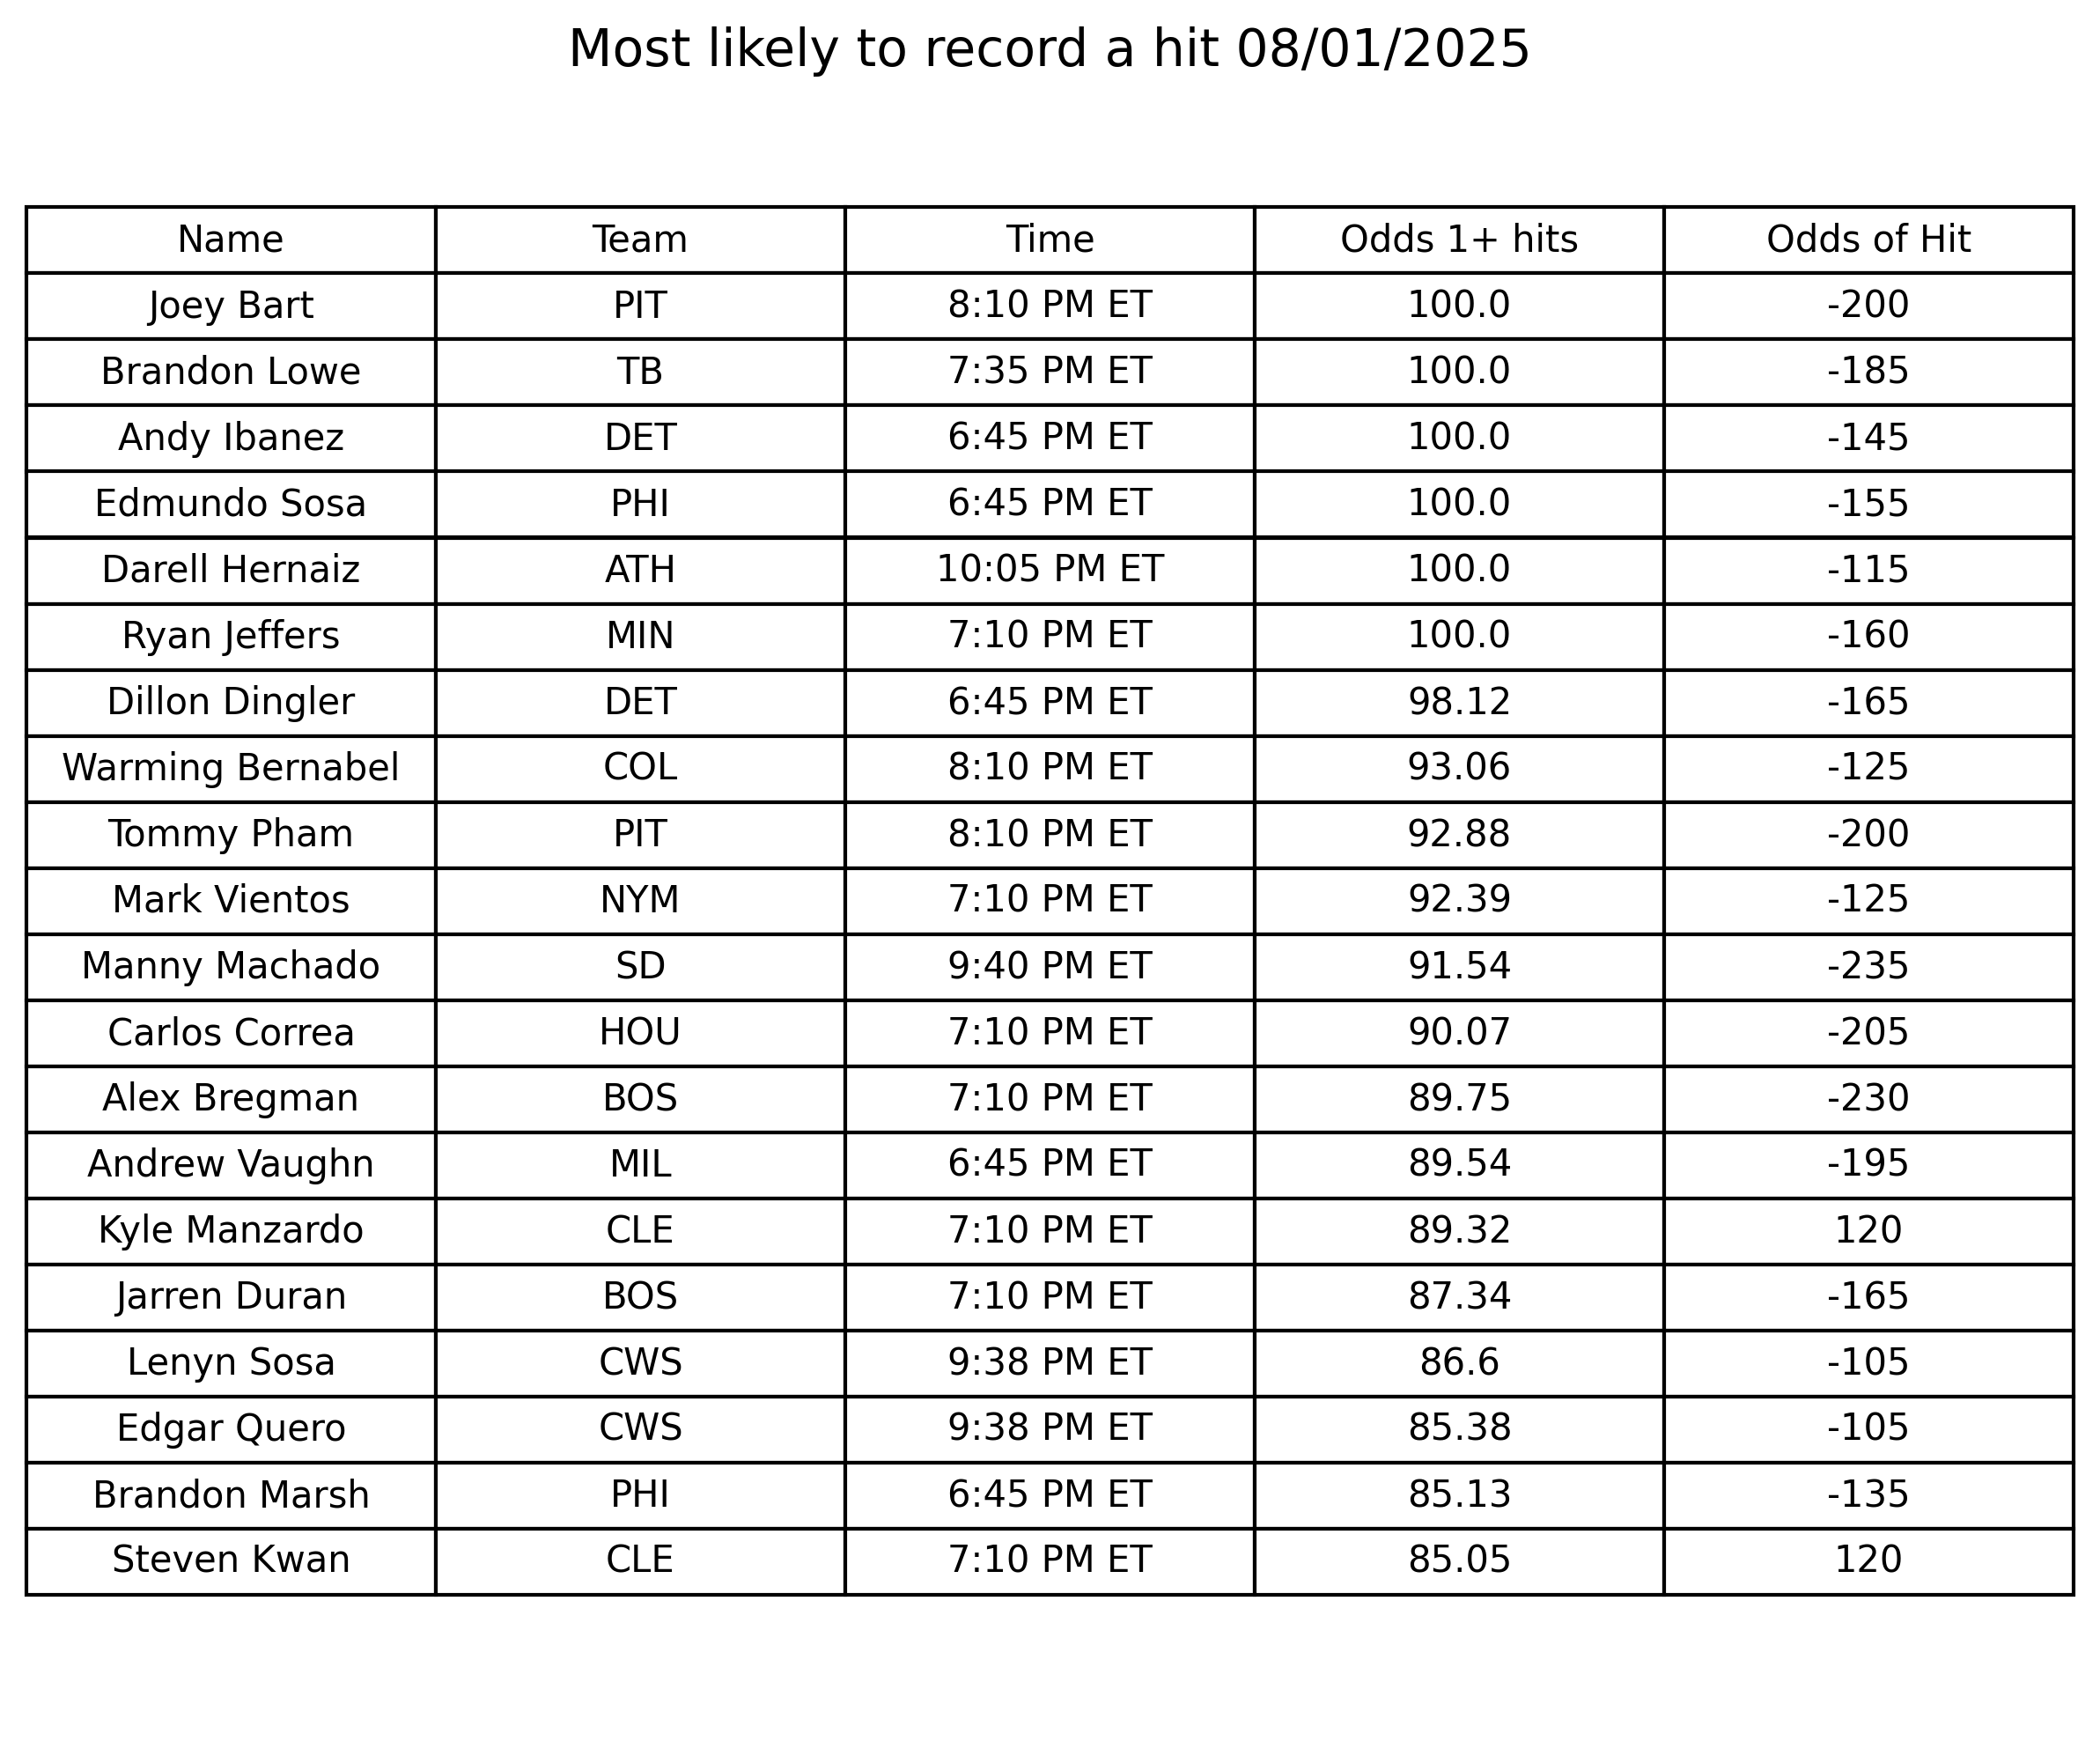 Most likely to record a hit 08/01/2025
Name Team Time Odds 1+ hits Odds of Hit
Joey Bart PIT 8:10 PM ET 100.0 -200
Brandon Lowe TB 7:35 PM ET 100.0 -185
Andy Ibanez DET 6:45 PM ET 100.0 -145
Edmundo Sosa PHI 6:45 PM ET 100.0 -155
Darell Hernaiz ATH 10:05 PM ET 100.0 -115
Ryan Jeffers MIN 7:10 PM ET 100.0 -160
Dillon Dingler DET 6:45 PM ET 98.12 -165
Warming Bernabel COL 8:10 PM ET 93.06 -125
Tommy Pham PIT 8:10 PM ET 92.88 -200
Mark Vientos NYM 7:10 PM ET 92.39 -125
Manny Machado SD 9:40 PM ET 91.54 -235
Carlos Correa HOU 7:10 PM ET 90.07 -205
Alex Bregman BOS 7:10 PM ET 89.75 -230
Andrew Vaughn MIL 6:45 PM ET 89.54 -195
Kyle Manzardo CLE 7:10 PM ET 89.32 120
Jarren Duran BOS 7:10 PM ET 87.34 -165
Lenyn Sosa CWS 9:38 PM ET 86.6 -105
Edgar Quero CWS 9:38 PM ET 85.38 -105
Brandon Marsh PHI 6:45 PM ET 85.13 -135
Steven Kwan CLE 7:10 PM ET 85.05 120